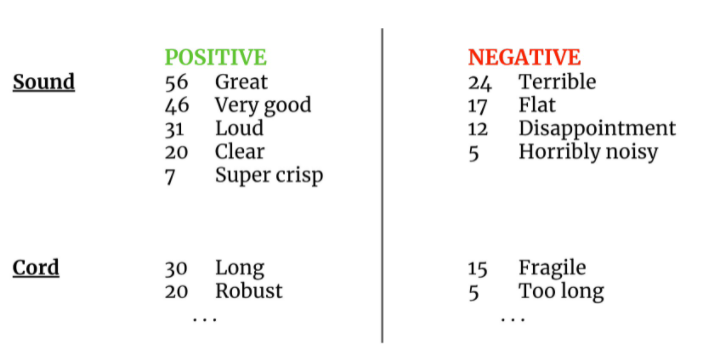 POSITIVE NEGATIVE
Sound 56 Great 24 Terrible
46 Very good 17 Flat
31 Loud 12 Disappointment
20 Clear 5 Horribly noisy
7 Super crisp
Cord 30 Long 15 Fragile
20 Robust 5 Too long
... ...